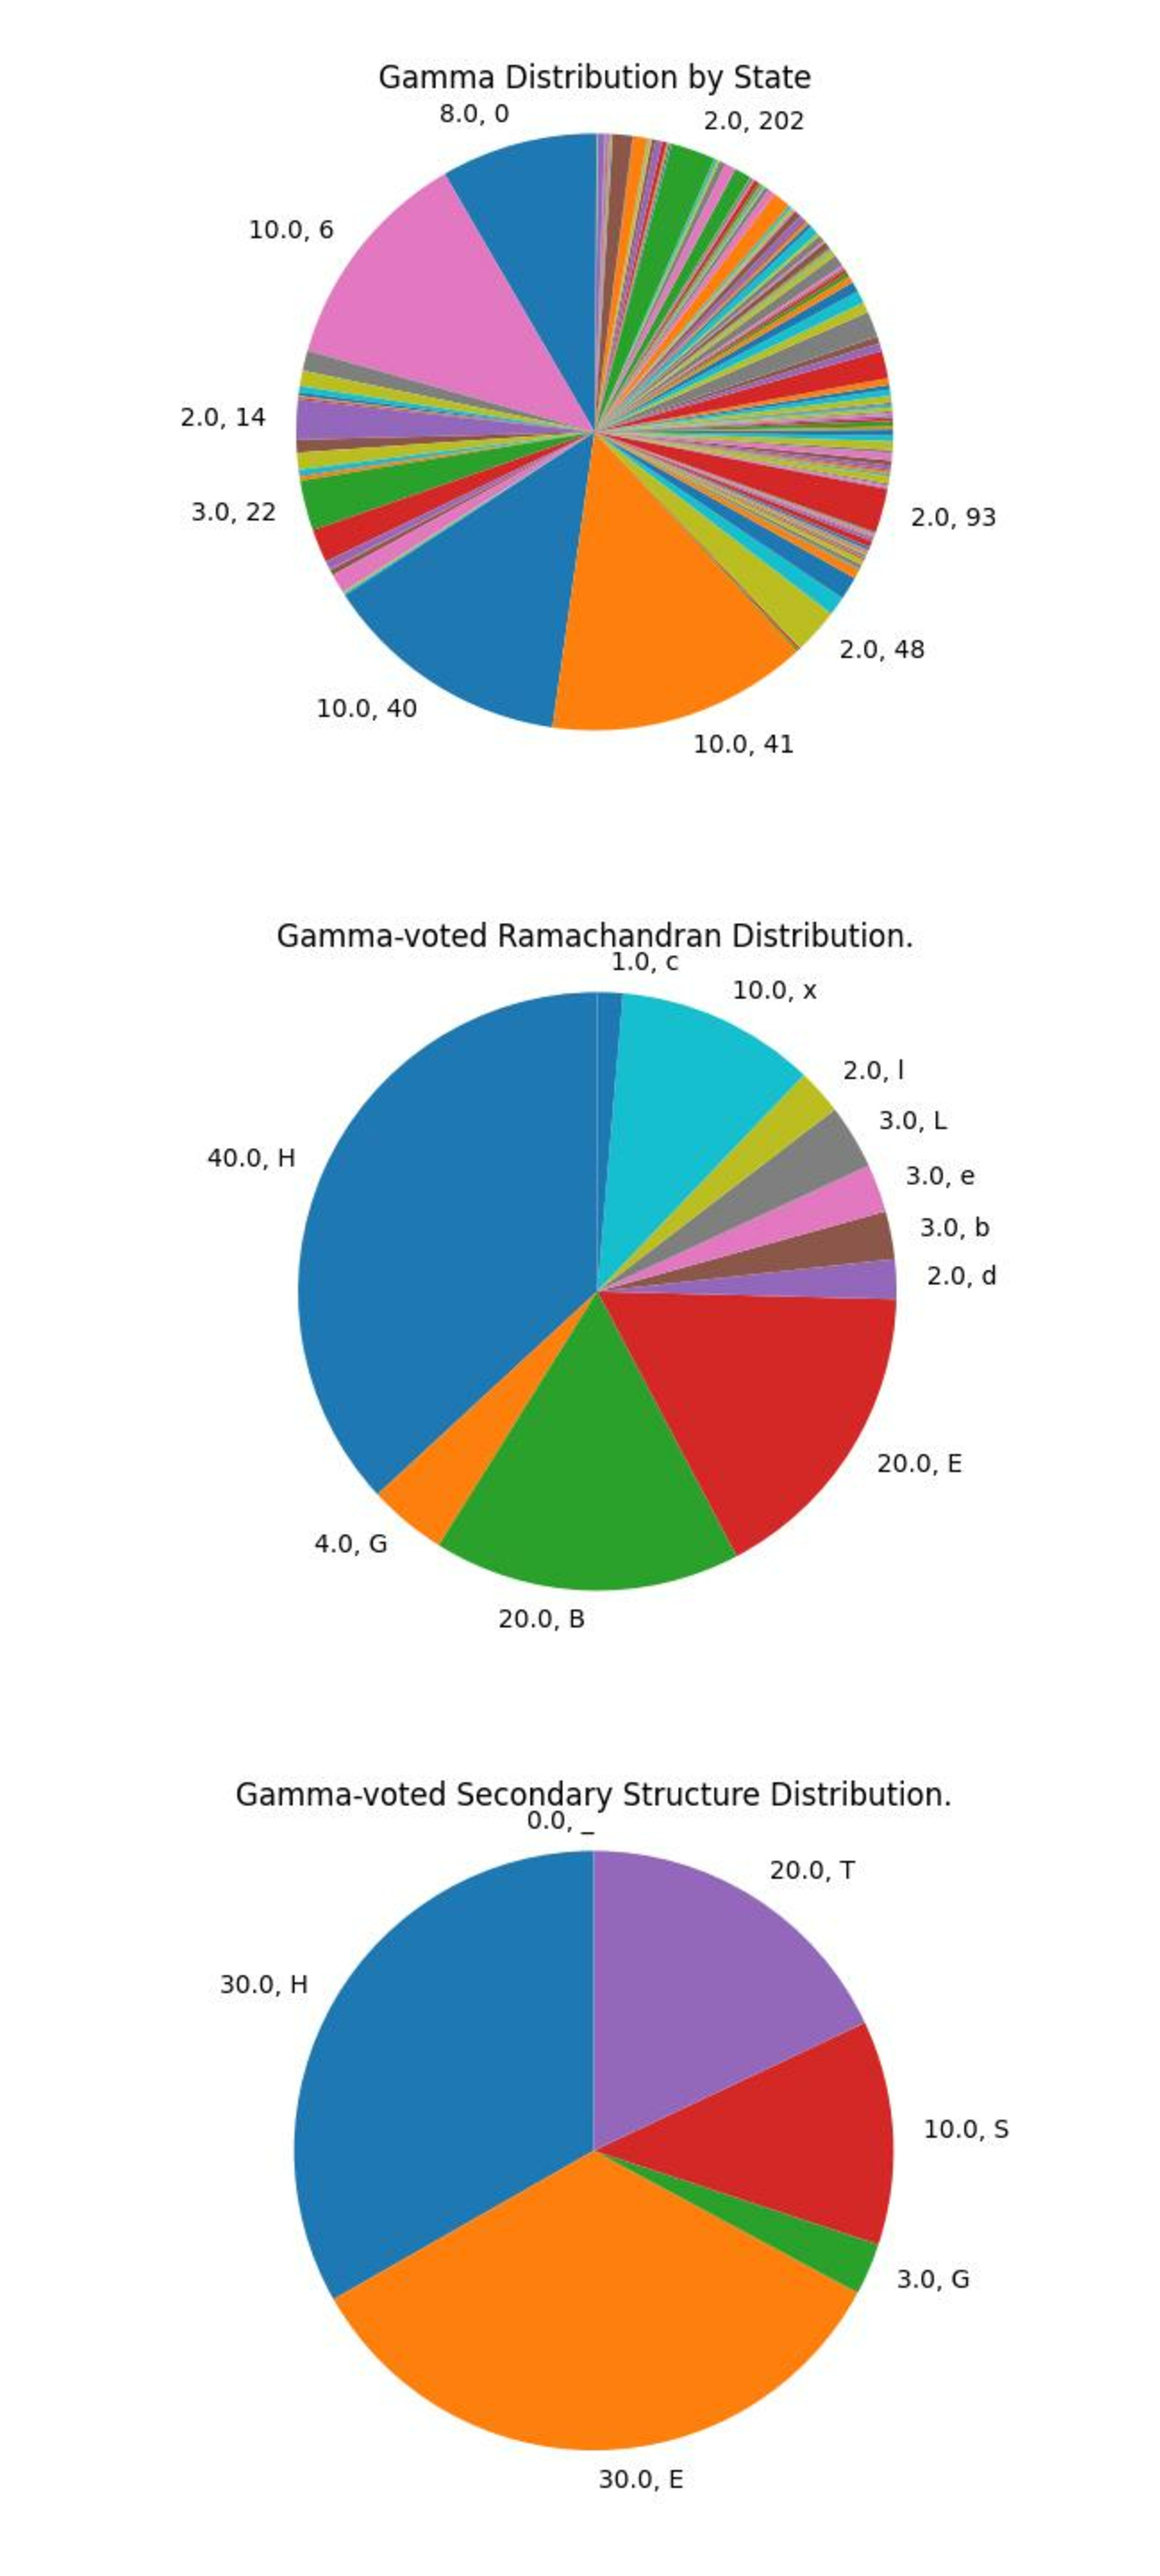 Gamma Distribution by State
8.0, 0
2.0, 202
10.0, 6
2.0, 14
3.0, 22
2.0, 93
2.0, 48
10.0, 40
10.0, 41
Gamma-voted Ramachandran Distribution.
1.0, c
10.0, x
2.0, l
3.0, L
3.0, e
40.0, H
3.0, b
2.0, d
20.0, E
4.0, G
20.0, B
Gamma-voted Secondary Structure Distribution.
0.0, _
20.0, T
30.0, H
10.0, S
3.0, G
30.0, E